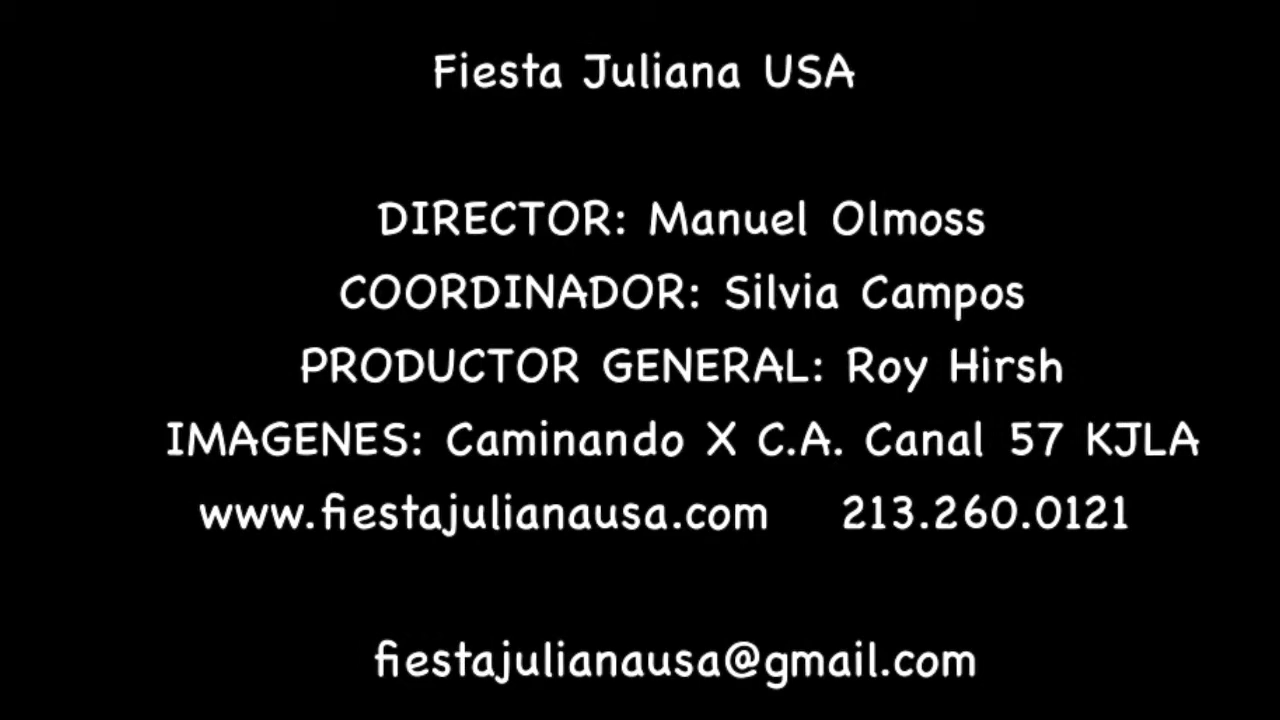 Fiesta Juliana USA
DIRECTOR: Manuel Olmoss
COORDINADOR: Silvia Campos
PRODUCTOR GENERAL: Roy Hirsh
IMAGENES: Caminando X C.A. Canal 57 KJLA
www.fiestajulianausa.com 213.260.0121
fiestajulianausa@gmail.com